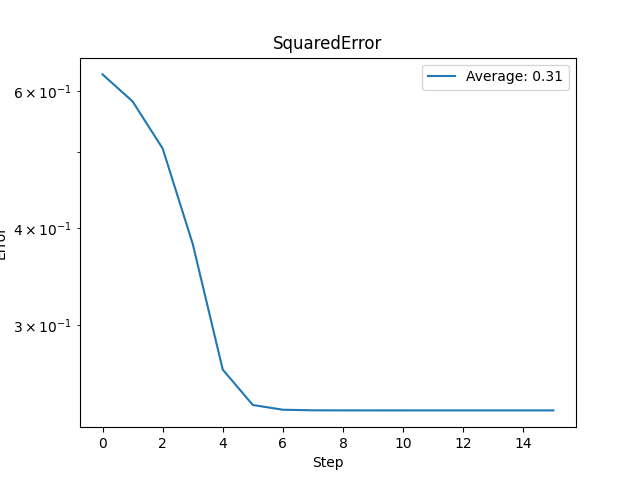 SquaredError
Average: 0.31
6 × 10⁻¹
4 × 10⁻¹
3 × 10⁻¹
Error
0 2 4 6 8 10 12 14
Step